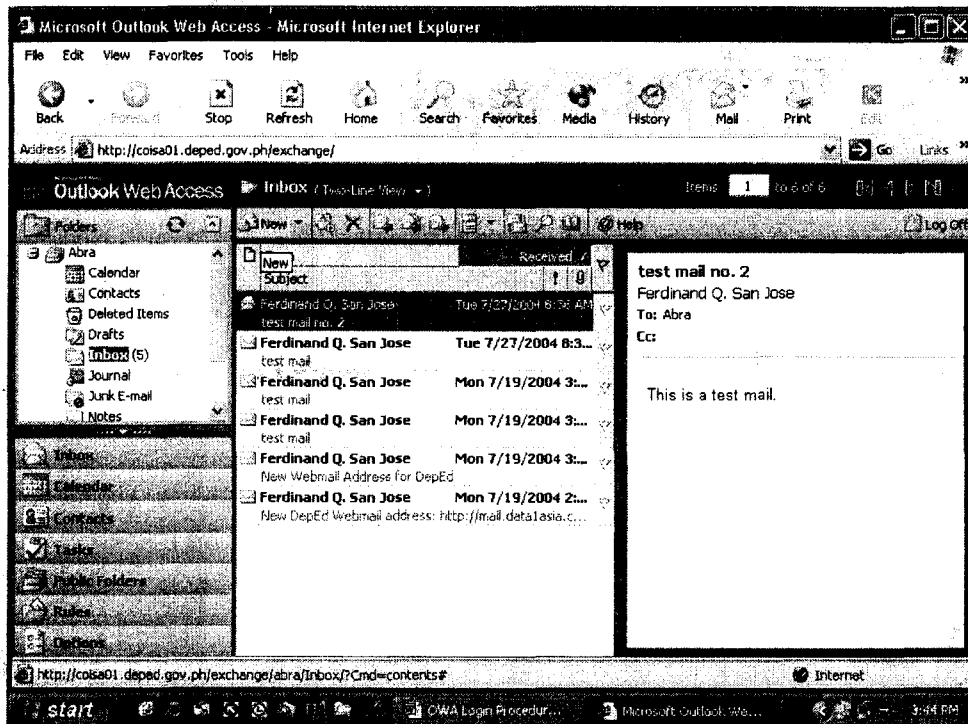 Microsoft Outlook Web Access - Microsoft Internet Explorer
File Edit View Favorites Tools Help
Back Forward Stop Refresh Home Search Favorites Media History Mail Print Edit
Address http://coisa01.deped.gov.ph/exchange/ Go Links »
Outlook Web Access Inbox (Two-Line View) Items 1 to 6 of 6
Folders New Help Log Off
Abra
Calendar
Contacts
Deleted Items
Drafts
Inbox (5)
Journal
Junk E-mail
Notes
Inbox
Calendar
Contacts
Tasks
Public Folders
Rules
Options
New Received
Subject
Ferdinand Q. San Jose Tue 7/27/2004 8:36 AM
test mail no. 2
Ferdinand Q. San Jose Tue 7/27/2004 8:3...
test mail
Ferdinand Q. San Jose Mon 7/19/2004 3:...
test mail
Ferdinand Q. San Jose Mon 7/19/2004 3:...
test mail
Ferdinand Q. San Jose Mon 7/19/2004 3:...
New Webmail Address for DepEd
Ferdinand Q. San Jose Mon 7/19/2004 2:...
New DepEd Webmail address: http://mail.data1asia.c...
test mail no. 2
Ferdinand Q. San Jose
To: Abra
Cc:
This is a test mail.
http://coisa01.deped.gov.ph/exchange/abra/Inbox/?Cmd=contents# Internet
start OWA Login Procedur... Microsoft Outlook We... 3:44 PM